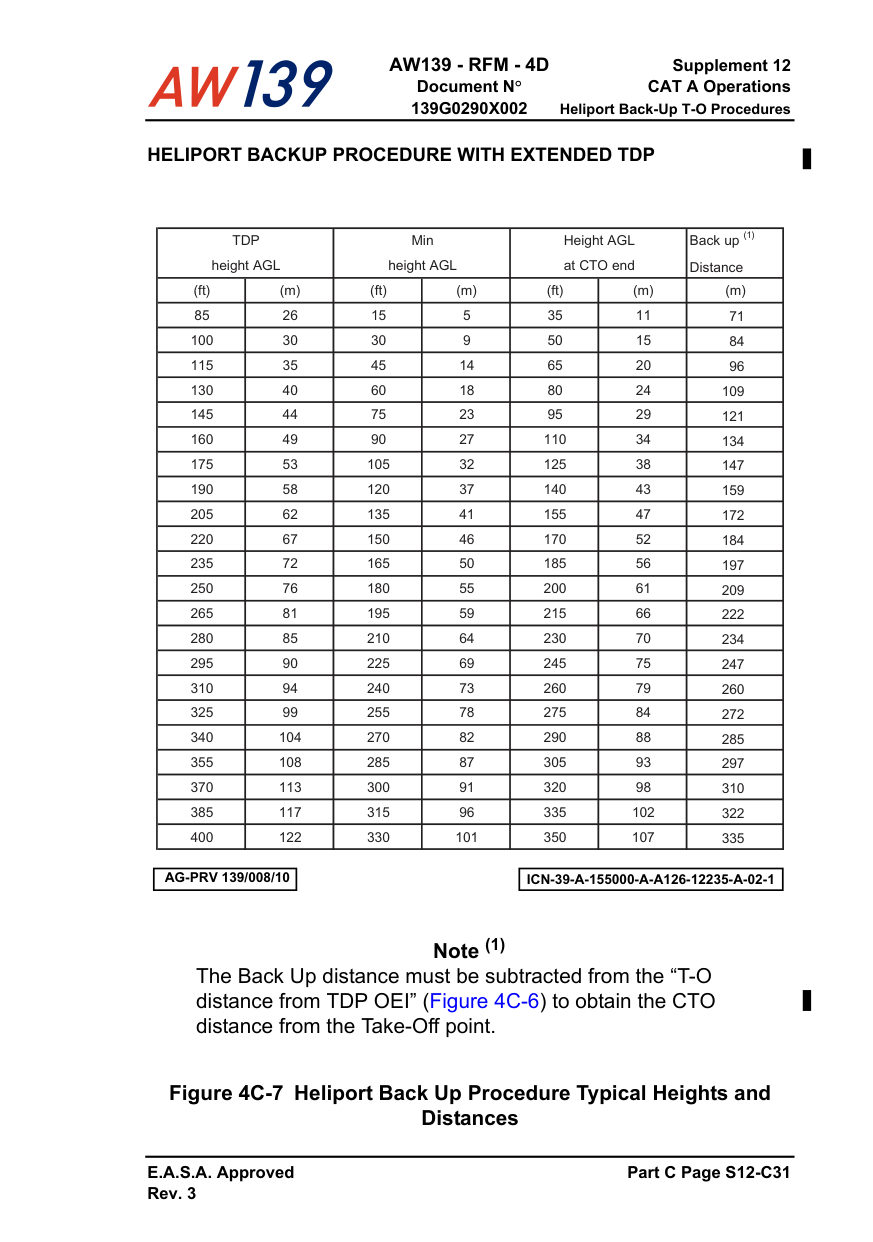 AW139
AW139 - RFM - 4D
Document N°
139G0290X002
Supplement 12
CAT A Operations
Heliport Back-Up T-O Procedures
HELIPORT BACKUP PROCEDURE WITH EXTENDED TDP
TDP height AGL Min height AGL Height AGL at CTO end Back up (1) Distance
(ft) (m) (ft) (m) (ft) (m) (m)
85 26 15 5 35 11 71
100 30 30 9 50 15 84
115 35 45 14 65 20 96
130 40 60 18 80 24 109
145 44 75 23 95 29 121
160 49 90 27 110 34 134
175 53 105 32 125 38 147
190 58 120 37 140 43 159
205 62 135 41 155 47 172
220 67 150 46 170 52 184
235 72 165 50 185 56 197
250 76 180 55 200 61 209
265 81 195 59 215 66 222
280 85 210 64 230 70 234
295 90 225 69 245 75 247
310 94 240 73 260 79 260
325 99 255 78 275 84 272
340 104 270 82 290 88 285
355 108 285 87 305 93 297
370 113 300 91 320 98 310
385 117 315 96 335 102 322
400 122 330 101 350 107 335
AG-PRV 139/008/10
ICN-39-A-155000-A-A126-12235-A-02-1
Note (1)
The Back Up distance must be subtracted from the “T-O
distance from TDP OEI” (Figure 4C-6) to obtain the CTO
distance from the Take-Off point.
Figure 4C-7 Heliport Back Up Procedure Typical Heights and
Distances
E.A.S.A. Approved
Rev. 3
Part C Page S12-C31